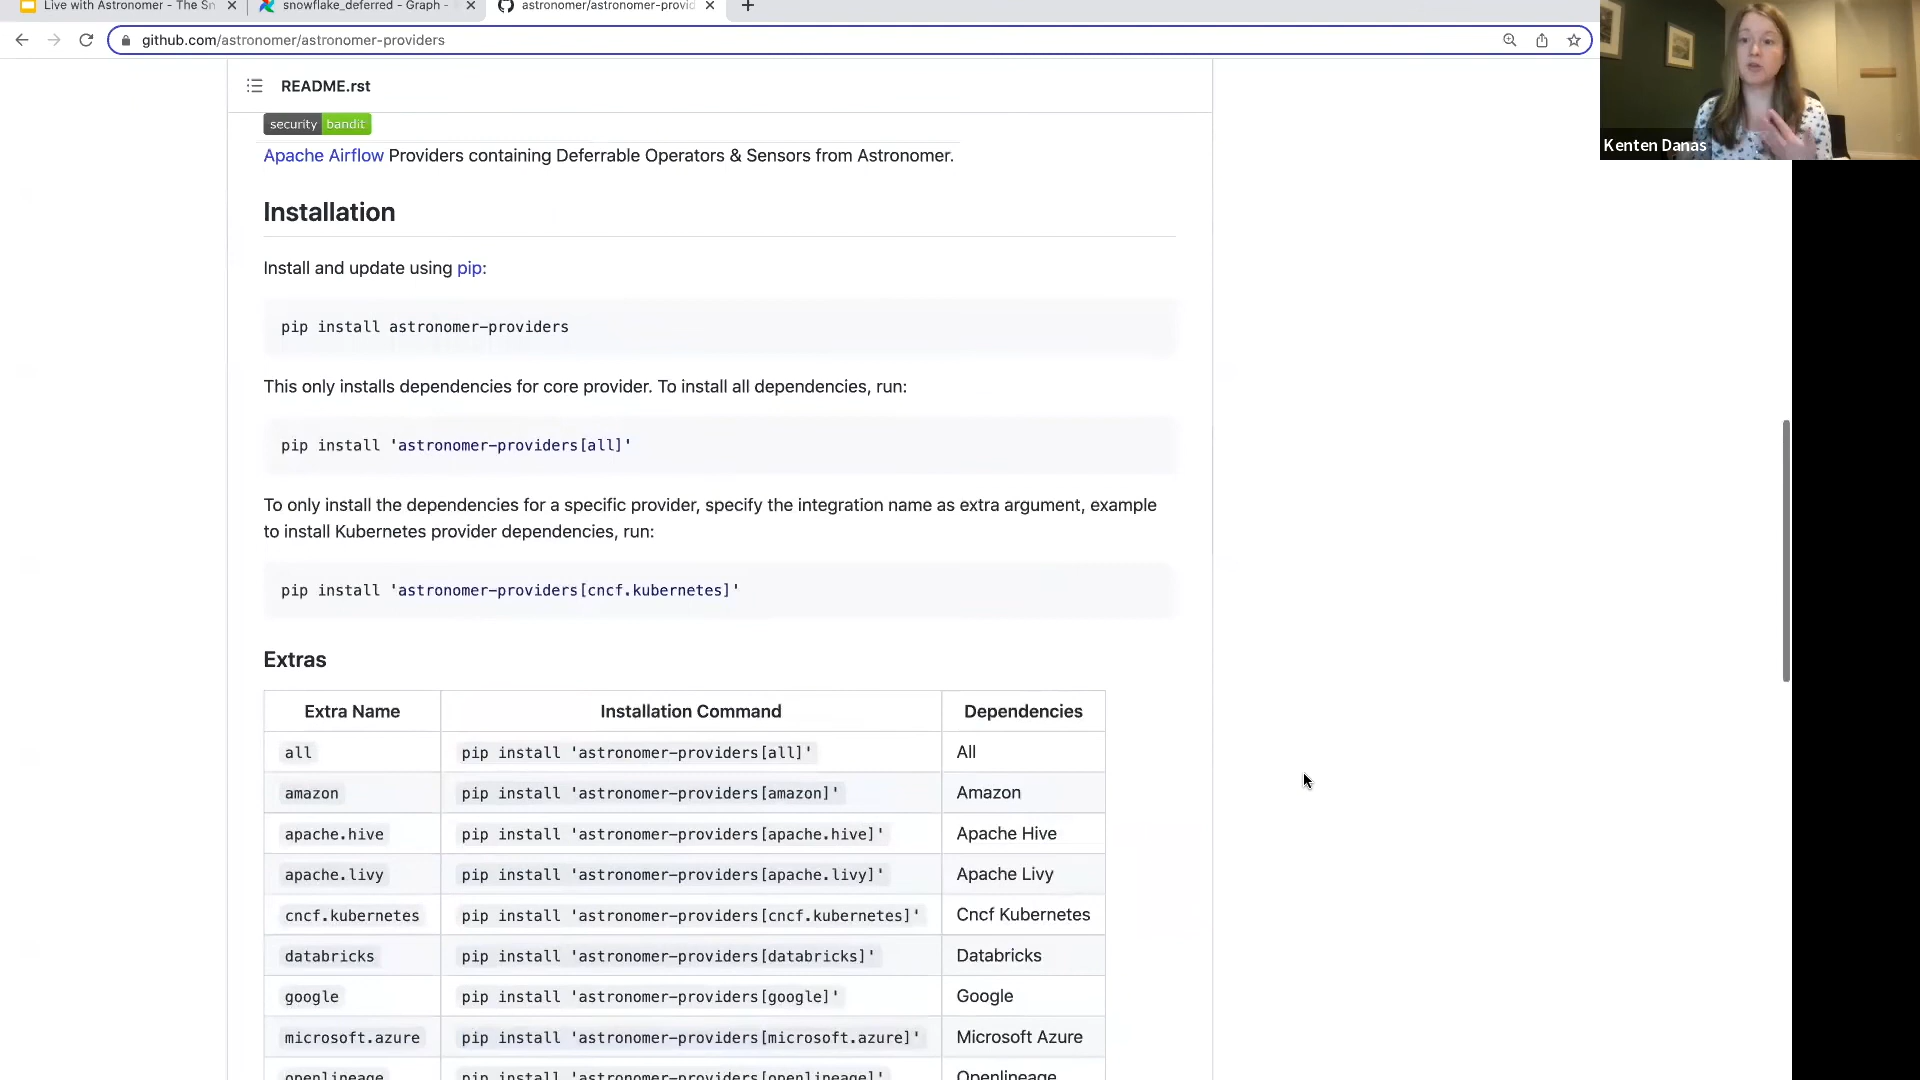 Live with Astronomer - The Sn
snowflake_deferred - Graph -
astronomer/astronomer-provid
github.com/astronomer/astronomer-providers
Kenten Danas
README.rst
security bandit
Apache Airflow Providers containing Deferrable Operators & Sensors from Astronomer.
Installation
Install and update using pip:
pip install astronomer-providers
This only installs dependencies for core provider. To install all dependencies, run:
pip install 'astronomer-providers[all]'
To only install the dependencies for a specific provider, specify the integration name as extra argument, example
to install Kubernetes provider dependencies, run:
pip install 'astronomer-providers[cncf.kubernetes]'
Extras
Extra Name Installation Command Dependencies
all pip install 'astronomer-providers[all]' All
amazon pip install 'astronomer-providers[amazon]' Amazon
apache.hive pip install 'astronomer-providers[apache.hive]' Apache Hive
apache.livy pip install 'astronomer-providers[apache.livy]' Apache Livy
cncf.kubernetes pip install 'astronomer-providers[cncf.kubernetes]' Cncf Kubernetes
databricks pip install 'astronomer-providers[databricks]' Databricks
google pip install 'astronomer-providers[google]' Google
microsoft.azure pip install 'astronomer-providers[microsoft.azure]' Microsoft Azure
openlineage pip install 'astronomer-providers[openlineage]' Openlineage